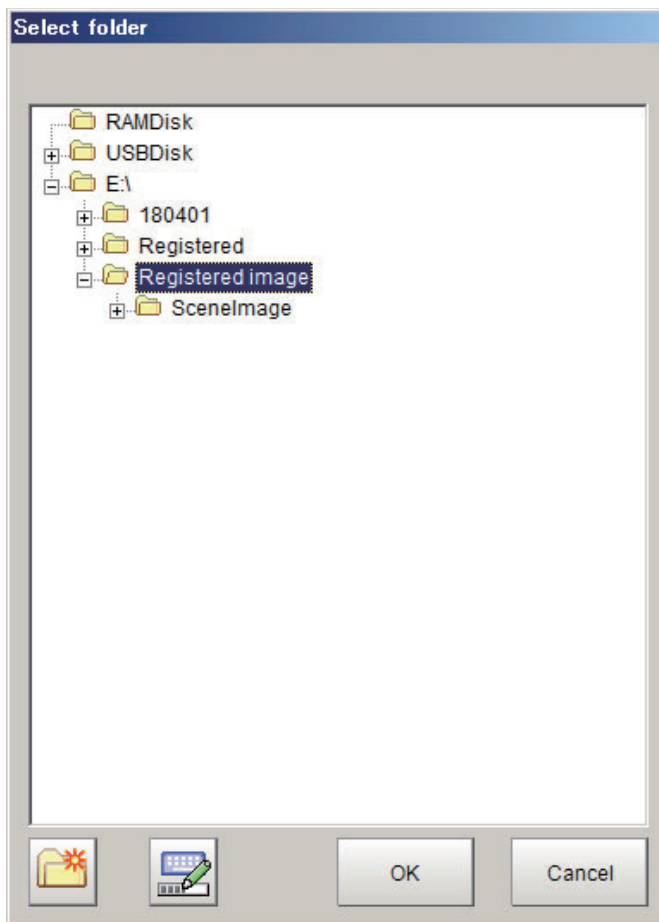 Select folder
RAMDisk
USBDisk
E:\
180401
Registered
Registered image
SceneImage
OK
Cancel